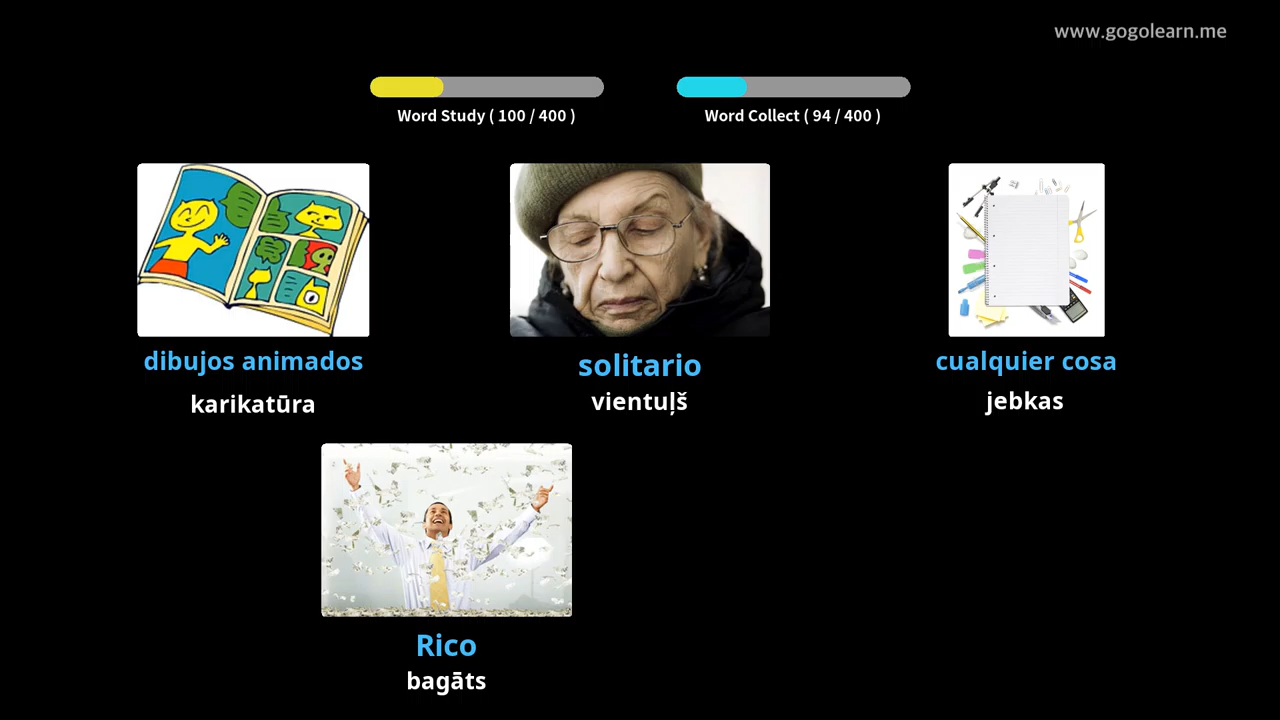 www.gogolearn.me
Word Study ( 100 / 400 )
Word Collect ( 94 / 400 )
dibujos animados
karikatūra
solitario
vientuļš
cualquier cosa
jebkas
Rico
bagāts